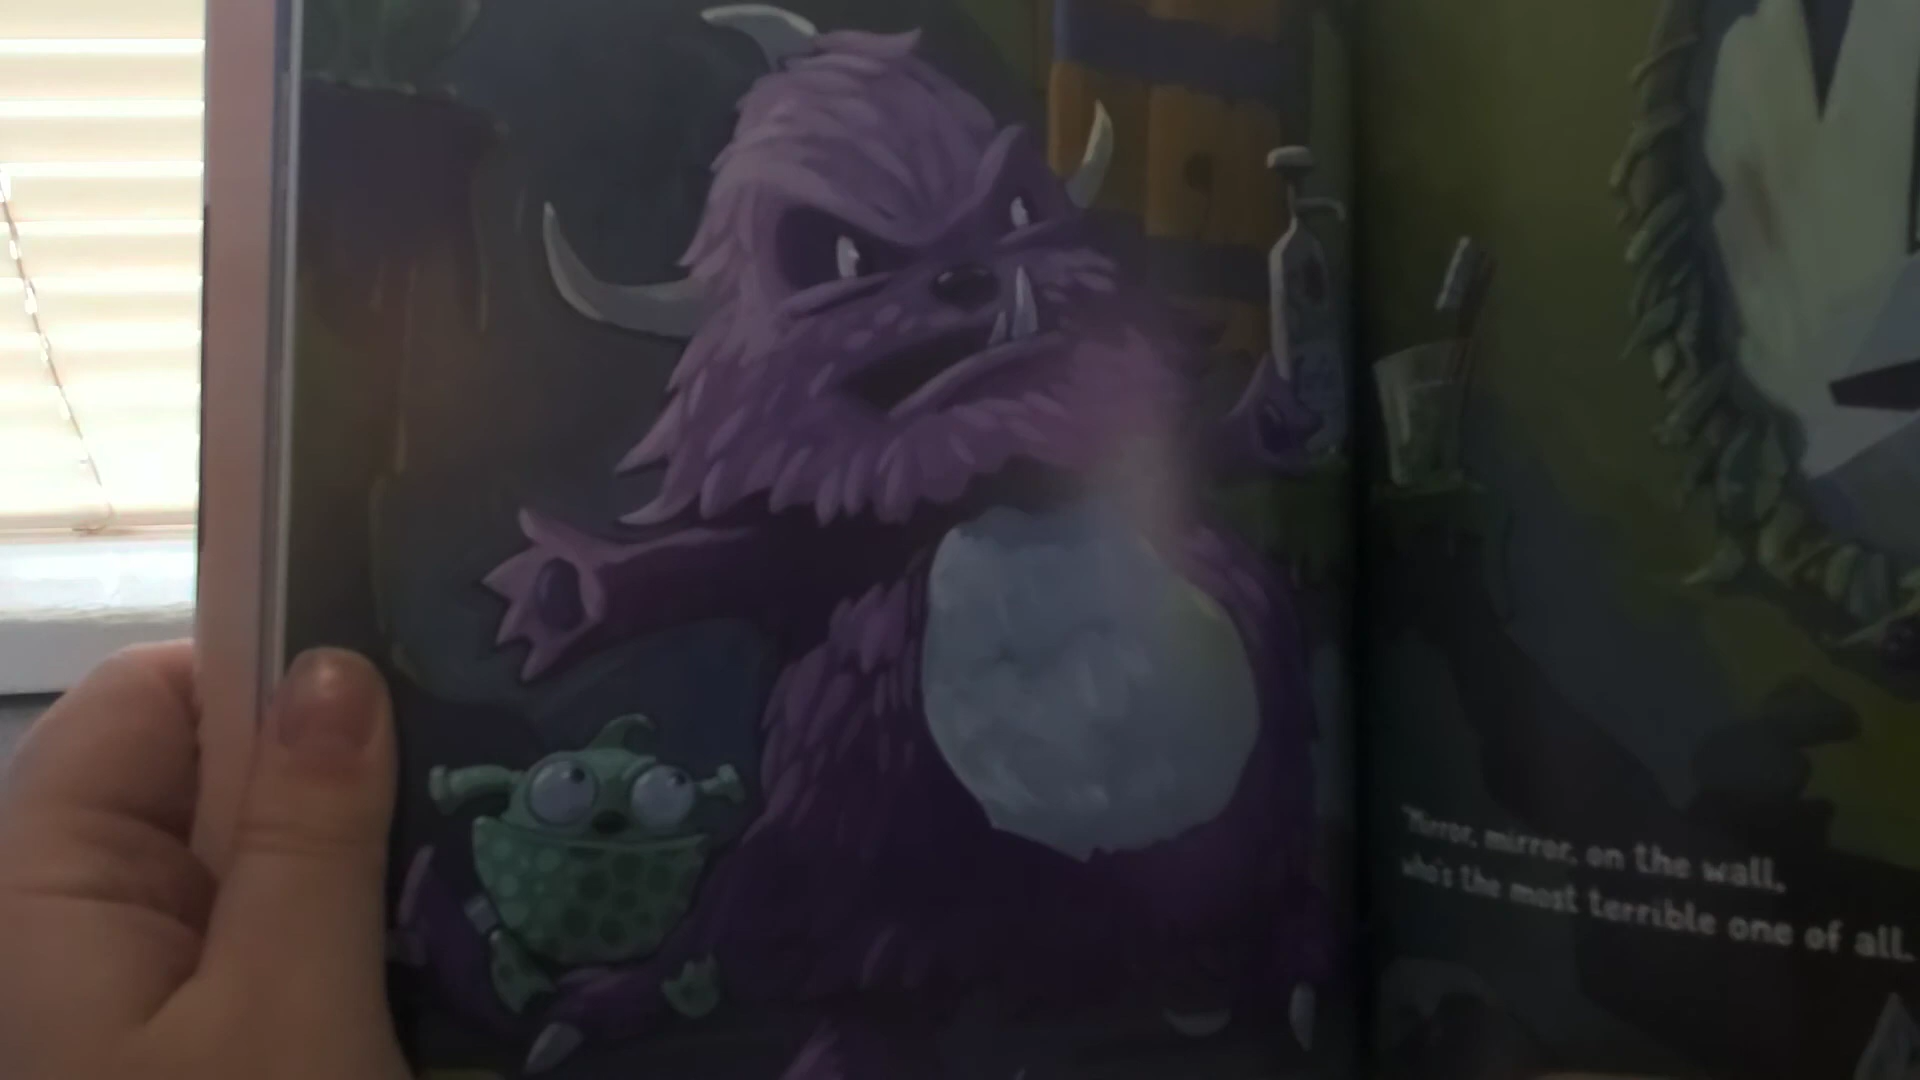 "Mirror, mirror, on the wall,
who's the most terrible one of all.